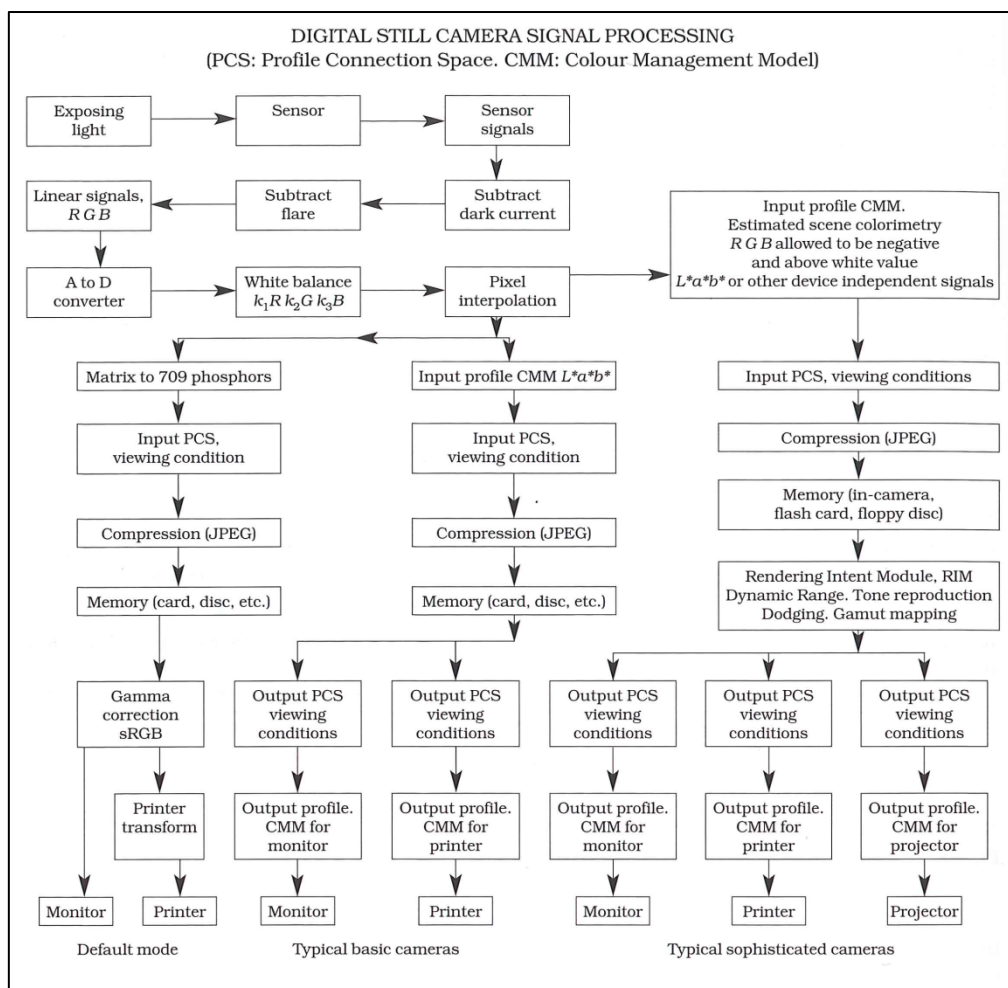 DIGITAL STILL CAMERA SIGNAL PROCESSING
(PCS: Profile Connection Space. CMM: Colour Management Model)
Exposing
light
Sensor
Sensor
signals
Linear signals,
R G B
Subtract
flare
Subtract
dark current
Input profile CMM.
Estimated scene colorimetry
R G B allowed to be negative
and above white value
L*a*b* or other device independent signals
A to D
converter
White balance
k₁R k₂G k₃B
Pixel
interpolation
Matrix to 709 phosphors
Input profile CMM L*a*b*
Input PCS, viewing conditions
Input PCS,
viewing condition
Input PCS,
viewing condition
Compression (JPEG)
Compression (JPEG)
Compression (JPEG)
Memory (in-camera,
flash card, floppy disc)
Memory (card, disc, etc.)
Memory (card, disc, etc.)
Rendering Intent Module, RIM
Dynamic Range. Tone reproduction
Dodging. Gamut mapping
Gamma
correction
sRGB
Output PCS
viewing
conditions
Output PCS
viewing
conditions
Output PCS
viewing
conditions
Output PCS
viewing
conditions
Output PCS
viewing
conditions
Printer
transform
Output profile.
CMM for
monitor
Output profile.
CMM for
printer
Output profile.
CMM for
monitor
Output profile.
CMM for
printer
Output profile.
CMM for
projector
Monitor
Printer
Monitor
Printer
Monitor
Printer
Projector
Default mode
Typical basic cameras
Typical sophisticated cameras